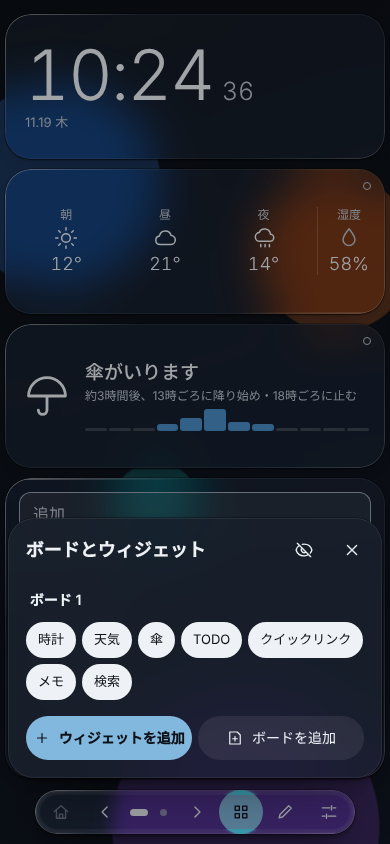 10:24 36
11.19 木
朝 昼 夜 湿度
12° 21° 14° 58%
傘がいります
約3時間後、13時ごろに降り始め・18時ごろに止む
追加
ボードとウィジェット
ボード 1
時計 天気 傘 TODO クイックリンク
メモ 検索
ウィジェットを追加 ボードを追加